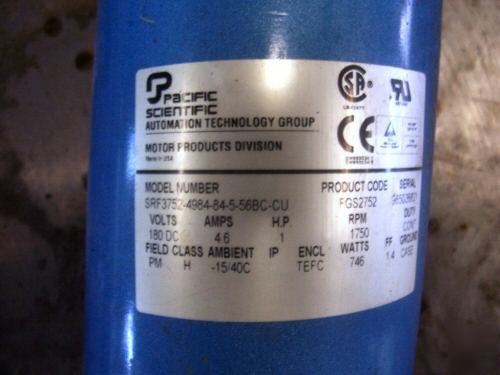 PACIFIC
SCIENTIFIC
AUTOMATION TECHNOLOGY GROUP
MOTOR PRODUCTS DIVISION
Made in USA
MODEL NUMBER PRODUCT CODE SERIAL
SRF3752-4984-84-5-56BC-CU FGS2752
VOLTS AMPS H.P. RPM DUTY
180 DC 4.6 1 1750 CONT
FIELD CLASS AMBIENT IP ENCL WATTS FF GROUND
PM H -15/40C TEFC 746 1.4 CASE